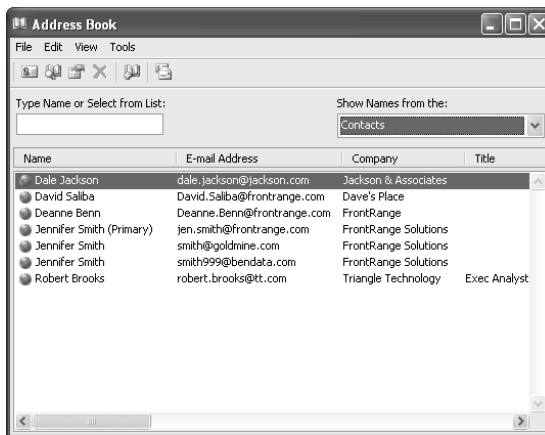 Address Book
File Edit View Tools
Type Name or Select from List: Show Names from the:
Contacts
Name E-mail Address Company Title
Dale Jackson dale.jackson@jackson.com Jackson & Associates
David Saliba David.Saliba@frontrange.com Dave's Place
Deanne Benn Deanne.Benn@frontrange.com FrontRange
Jennifer Smith (Primary) jen.smith@frontrange.com FrontRange Solutions
Jennifer Smith smith@goldmine.com FrontRange Solutions
Jennifer Smith smith999@bendata.com FrontRange Solutions
Robert Brooks robert.brooks@tt.com Triangle Technology Exec Analyst